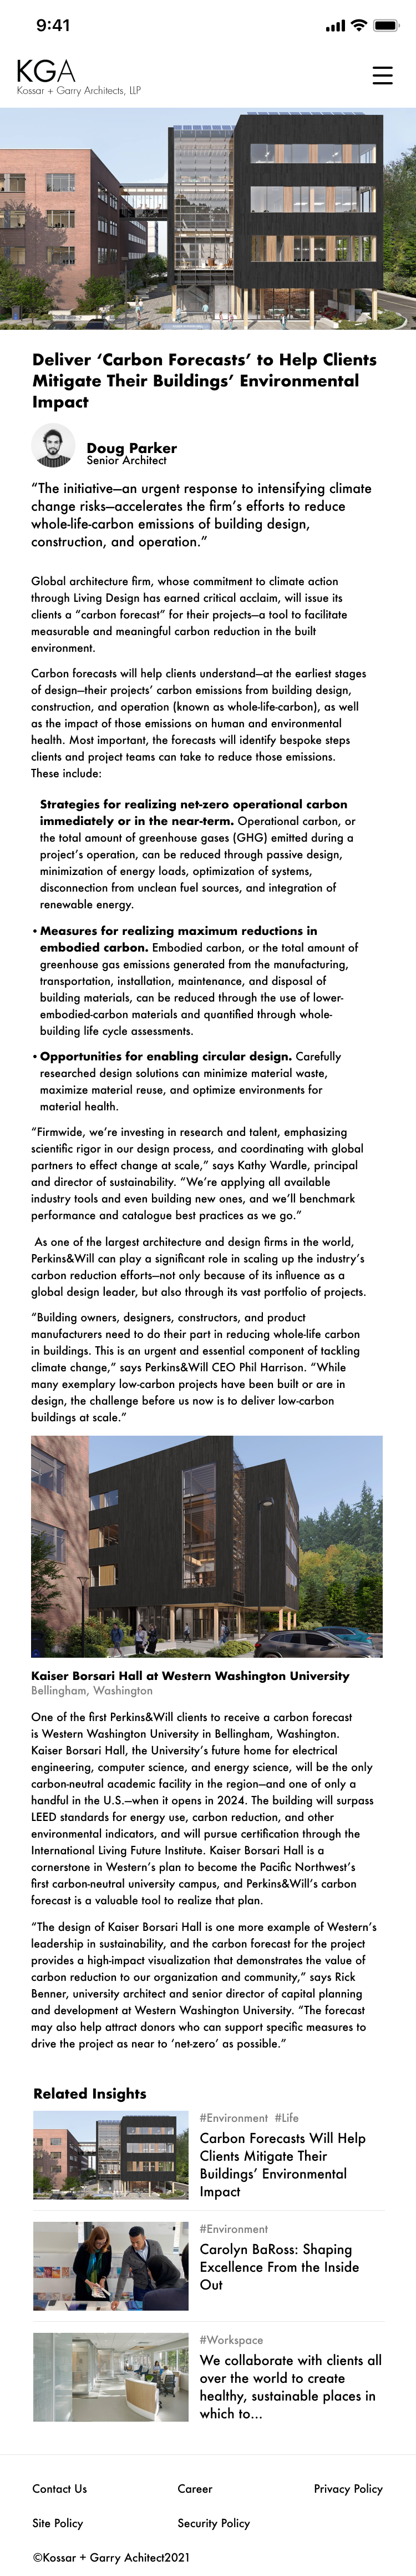 9:41
KGA
Kossar + Garry Architects, LLP
Deliver ‘Carbon Forecasts’ to Help Clients
Mitigate Their Buildings’ Environmental
Impact
Doug Parker
Senior Architect
“The initiative—an urgent response to intensifying climate
change risks—accelerates the firm’s efforts to reduce
whole-life-carbon emissions of building design,
construction, and operation.”
Global architecture firm, whose commitment to climate action
through Living Design has earned critical acclaim, will issue its
clients a “carbon forecast” for their projects—a tool to facilitate
measurable and meaningful carbon reduction in the built
environment.
Carbon forecasts will help clients understand—at the earliest stages
of design—their projects’ carbon emissions from building design,
construction, and operation (known as whole-life-carbon), as well
as the impact of those emissions on human and environmental
health. Most important, the forecasts will identify bespoke steps
clients and project teams can take to reduce those emissions.
These include:
Strategies for realizing net-zero operational carbon
immediately or in the near-term. Operational carbon, or
the total amount of greenhouse gases (GHG) emitted during a
project’s operation, can be reduced through passive design,
minimization of energy loads, optimization of systems,
disconnection from unclean fuel sources, and integration of
renewable energy.
• Measures for realizing maximum reductions in
embodied carbon. Embodied carbon, or the total amount of
greenhouse gas emissions generated from the manufacturing,
transportation, installation, maintenance, and disposal of
building materials, can be reduced through the use of lower-
embodied-carbon materials and quantified through whole-
building life cycle assessments.
• Opportunities for enabling circular design. Carefully
researched design solutions can minimize material waste,
maximize material reuse, and optimize environments for
material health.
“Firmwide, we’re investing in research and talent, emphasizing
scientific rigor in our design process, and coordinating with global
partners to effect change at scale,” says Kathy Wardle, principal
and director of sustainability. “We’re applying all available
industry tools and even building new ones, and we’ll benchmark
performance and catalogue best practices as we go.”
As one of the largest architecture and design firms in the world,
Perkins&Will can play a significant role in scaling up the industry’s
carbon reduction efforts—not only because of its influence as a
global design leader, but also through its vast portfolio of projects.
“Building owners, designers, constructors, and product
manufacturers need to do their part in reducing whole-life carbon
in buildings. This is an urgent and essential component of tackling
climate change,” says Perkins&Will CEO Phil Harrison. “While
many exemplary low-carbon projects have been built or are in
design, the challenge before us now is to deliver low-carbon
buildings at scale.”
Kaiser Borsari Hall at Western Washington University
Bellingham, Washington
One of the first Perkins&Will clients to receive a carbon forecast
is Western Washington University in Bellingham, Washington.
Kaiser Borsari Hall, the University’s future home for electrical
engineering, computer science, and energy science, will be the only
carbon-neutral academic facility in the region—and one of only a
handful in the U.S.—when it opens in 2024. The building will surpass
LEED standards for energy use, carbon reduction, and other
environmental indicators, and will pursue certification through the
International Living Future Institute. Kaiser Borsari Hall is a
cornerstone in Western’s plan to become the Pacific Northwest’s
first carbon-neutral university campus, and Perkins&Will’s carbon
forecast is a valuable tool to realize that plan.
“The design of Kaiser Borsari Hall is one more example of Western’s
leadership in sustainability, and the carbon forecast for the project
provides a high-impact visualization that demonstrates the value of
carbon reduction to our organization and community,” says Rick
Benner, university architect and senior director of capital planning
and development at Western Washington University. “The forecast
may also help attract donors who can support specific measures to
drive the project as near to ‘net-zero’ as possible.”
Related Insights
#Environment #Life
Carbon Forecasts Will Help
Clients Mitigate Their
Buildings’ Environmental
Impact
#Environment
Carolyn BaRoss: Shaping
Excellence From the Inside
Out
#Workspace
We collaborate with clients all
over the world to create
healthy, sustainable places in
which to...
Contact Us
Career
Privacy Policy
Site Policy
Security Policy
©Kossar + Garry Achitect2021